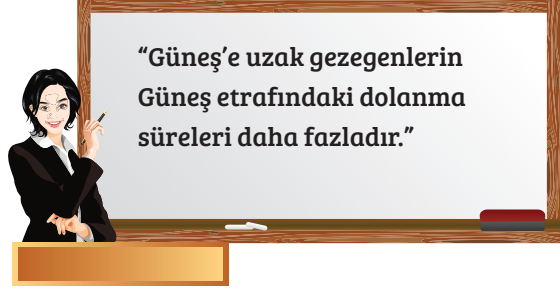 “Güneş’e uzak gezegenlerin
Güneş etrafındaki dolanma
süreleri daha fazladır.”